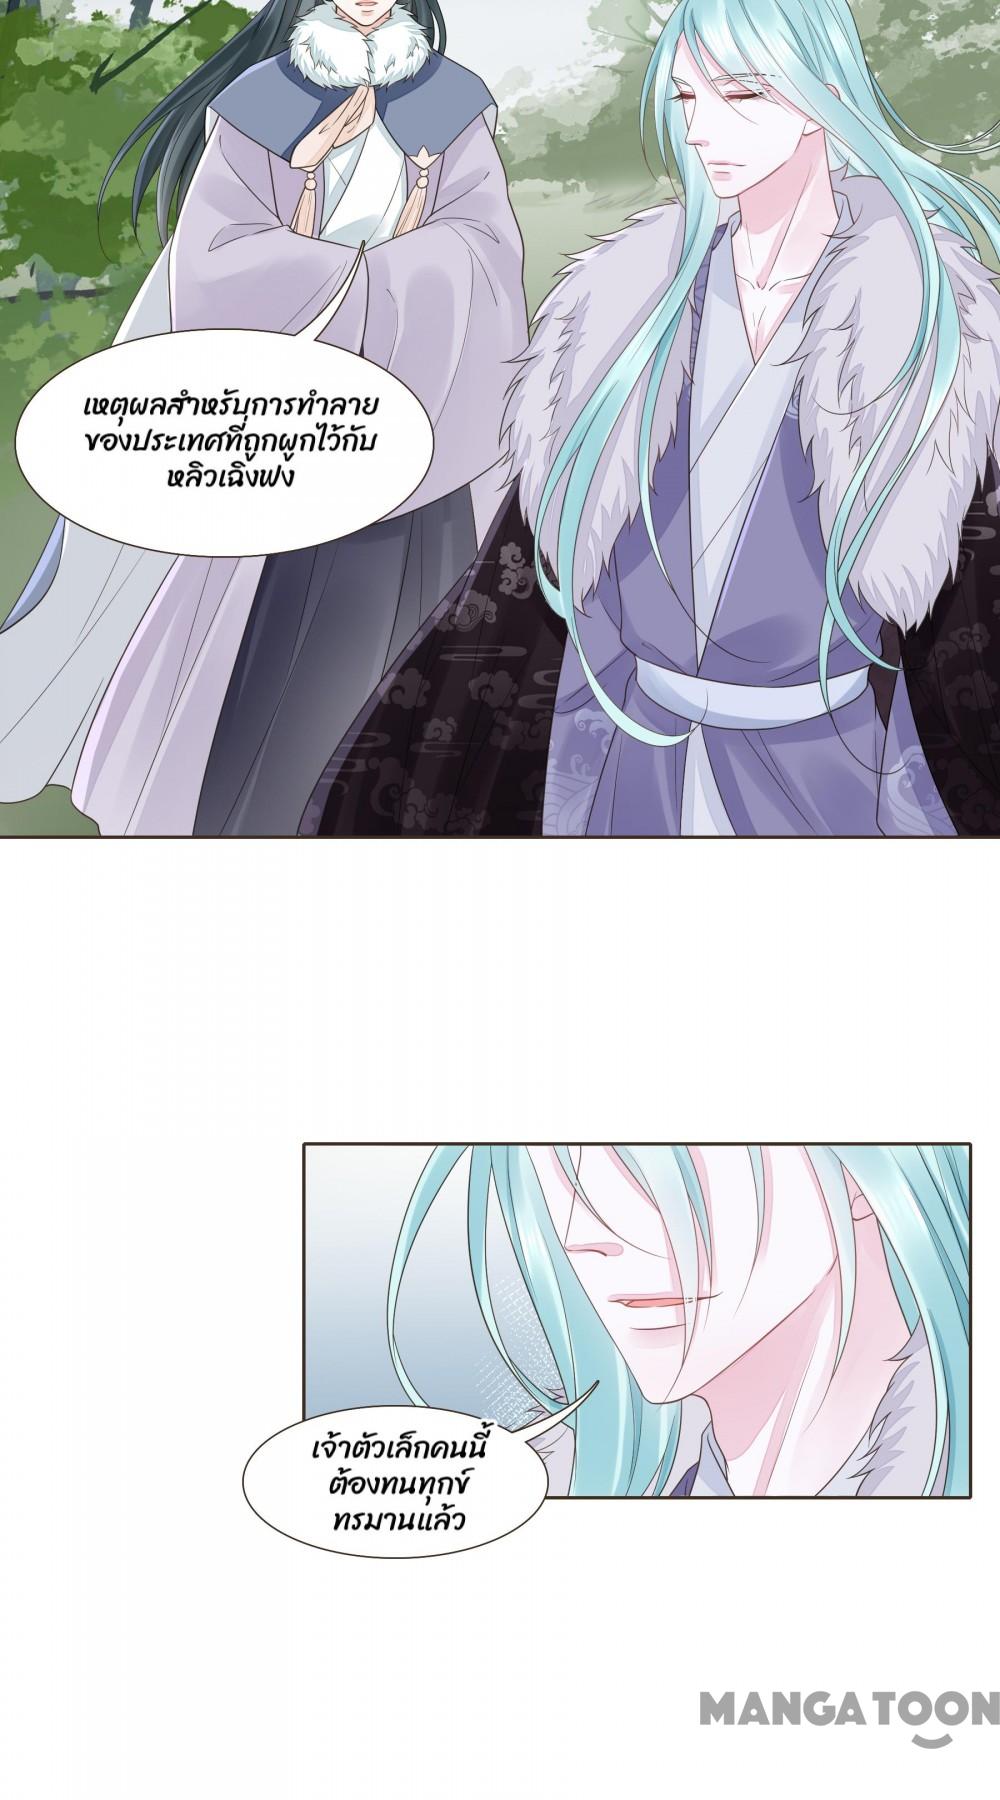 เหตุผลสำหรับการทำลาย
ของประเทศที่ถูกผูกไว้กับ
หลิวเฉิงฟง
เจ้าตัวเล็กคนนี้
ต้องทนทุกข์
ทรมานแล้ว
MANGATOON